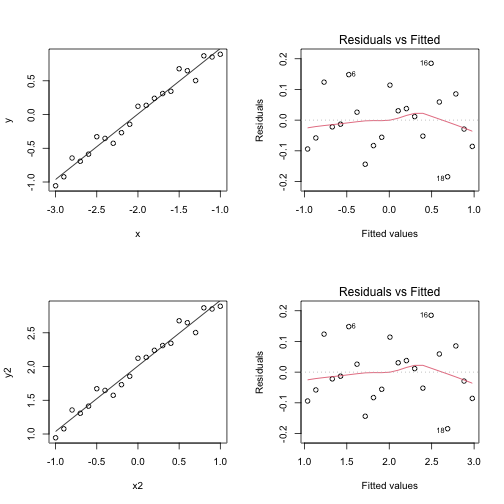 Residuals vs Fitted
y
0.5
0.0
-0.5
-1.0
-3.0 -2.5 -2.0 -1.5 -1.0
x
Residuals
0.2
0.1
0.0
-0.1
-0.2
16
6
18
-1.0 -0.5 0.0 0.5 1.0
Fitted values
Residuals vs Fitted
y2
2.5
2.0
1.5
1.0
-1.0 -0.5 0.0 0.5 1.0
x2
Residuals
0.2
0.1
0.0
-0.1
-0.2
16
6
18
1.0 1.5 2.0 2.5 3.0
Fitted values